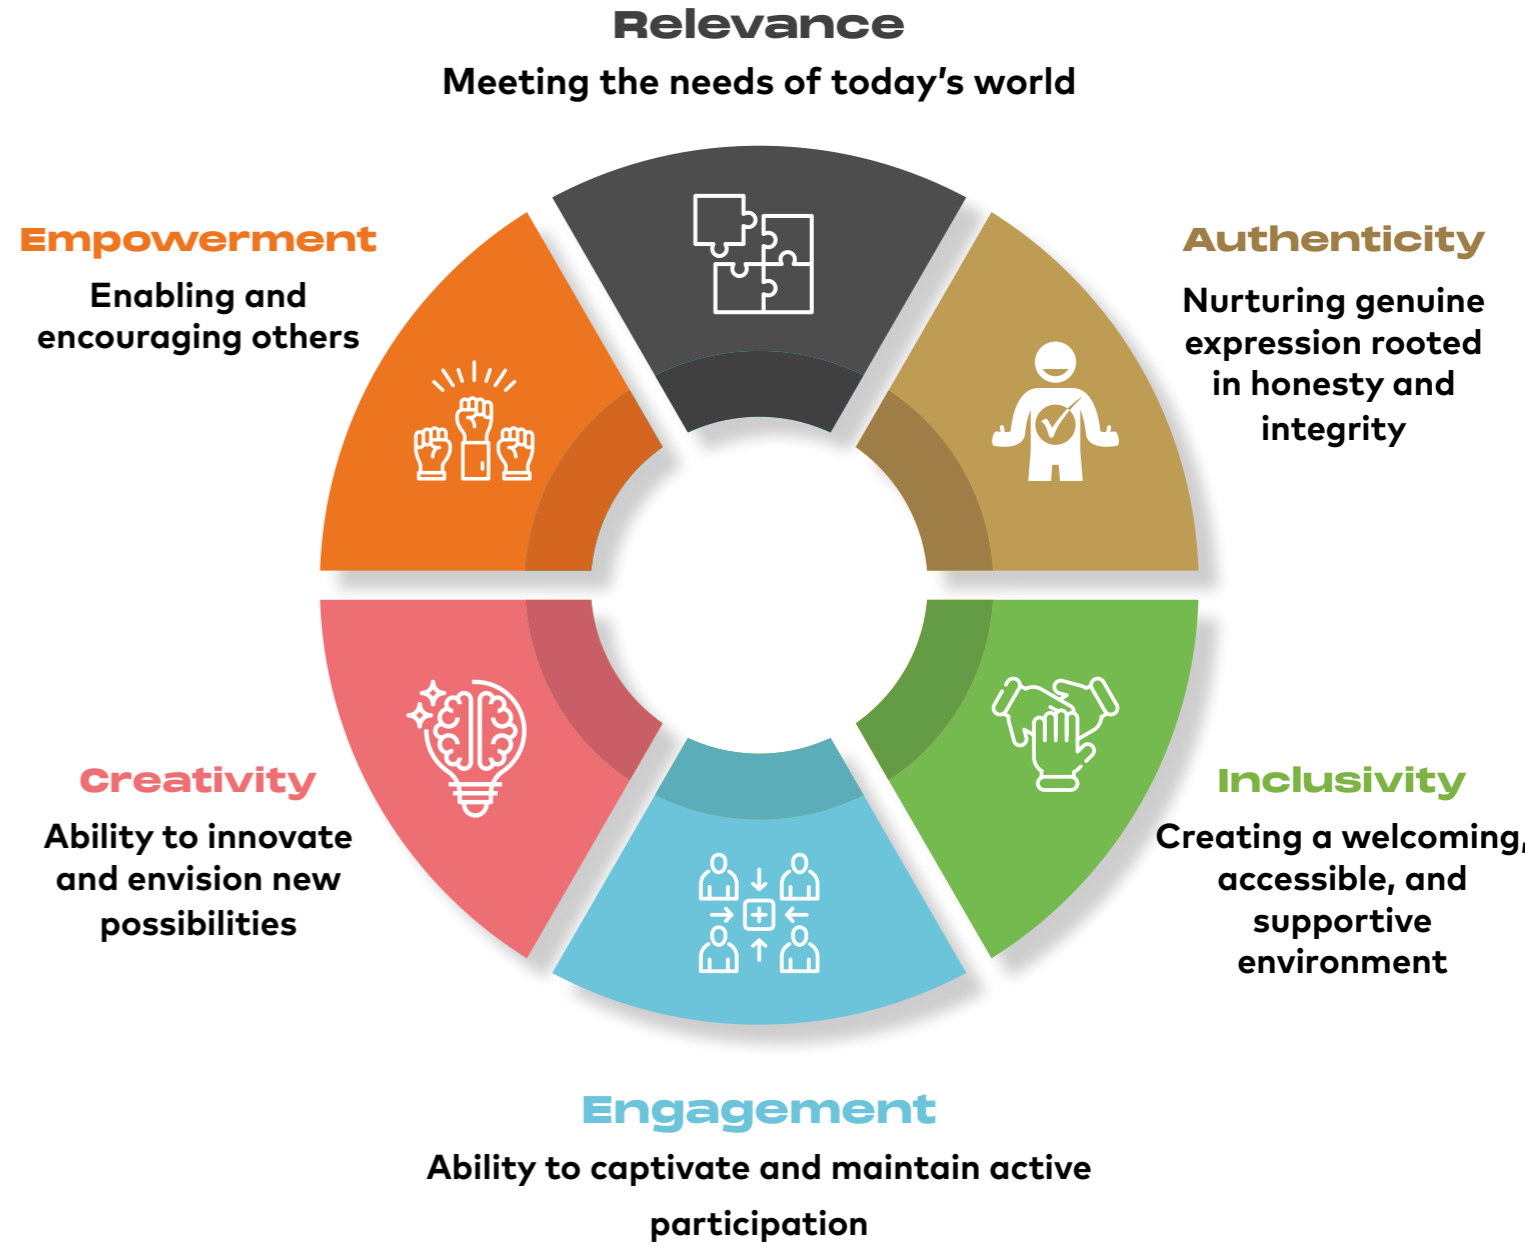 Relevance
Meeting the needs of today's world
Empowerment
Enabling and
encouraging others
Authenticity
Nurturing genuine
expression rooted
in honesty and
integrity
Creativity
Ability to innovate
and envision new
possibilities
Inclusivity
Creating a welcoming,
accessible, and
supportive
environment
Engagement
Ability to captivate and maintain active
participation